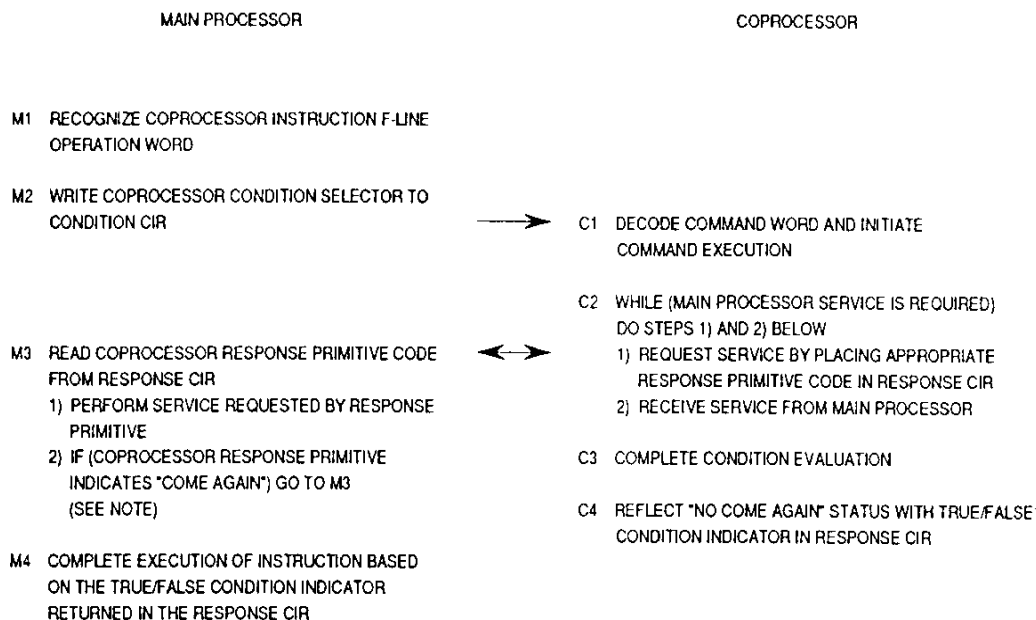 MAIN PROCESSOR
COPROCESSOR
M1 RECOGNIZE COPROCESSOR INSTRUCTION F-LINE
OPERATION WORD
M2 WRITE COPROCESSOR CONDITION SELECTOR TO
CONDITION CIR
C1 DECODE COMMAND WORD AND INITIATE
COMMAND EXECUTION
C2 WHILE (MAIN PROCESSOR SERVICE IS REQUIRED)
DO STEPS 1) AND 2) BELOW
1) REQUEST SERVICE BY PLACING APPROPRIATE
RESPONSE PRIMITIVE CODE IN RESPONSE CIR
2) RECEIVE SERVICE FROM MAIN PROCESSOR
M3 READ COPROCESSOR RESPONSE PRIMITIVE CODE
FROM RESPONSE CIR
1) PERFORM SERVICE REQUESTED BY RESPONSE
PRIMITIVE
2) IF (COPROCESSOR RESPONSE PRIMITIVE
INDICATES "COME AGAIN") GO TO M3
(SEE NOTE)
C3 COMPLETE CONDITION EVALUATION
C4 REFLECT "NO COME AGAIN" STATUS WITH TRUE/FALSE
CONDITION INDICATOR IN RESPONSE CIR
M4 COMPLETE EXECUTION OF INSTRUCTION BASED
ON THE TRUE/FALSE CONDITION INDICATOR
RETURNED IN THE RESPONSE CIR